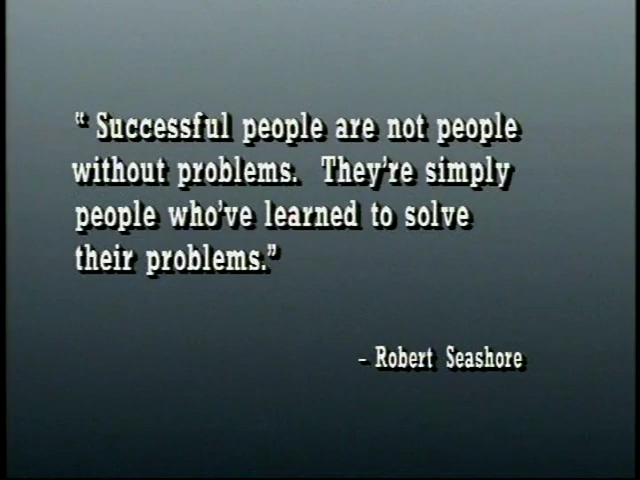 “ Successful people are not people
without problems. They’re simply
people who’ve learned to solve
their problems.”
– Robert Seashore